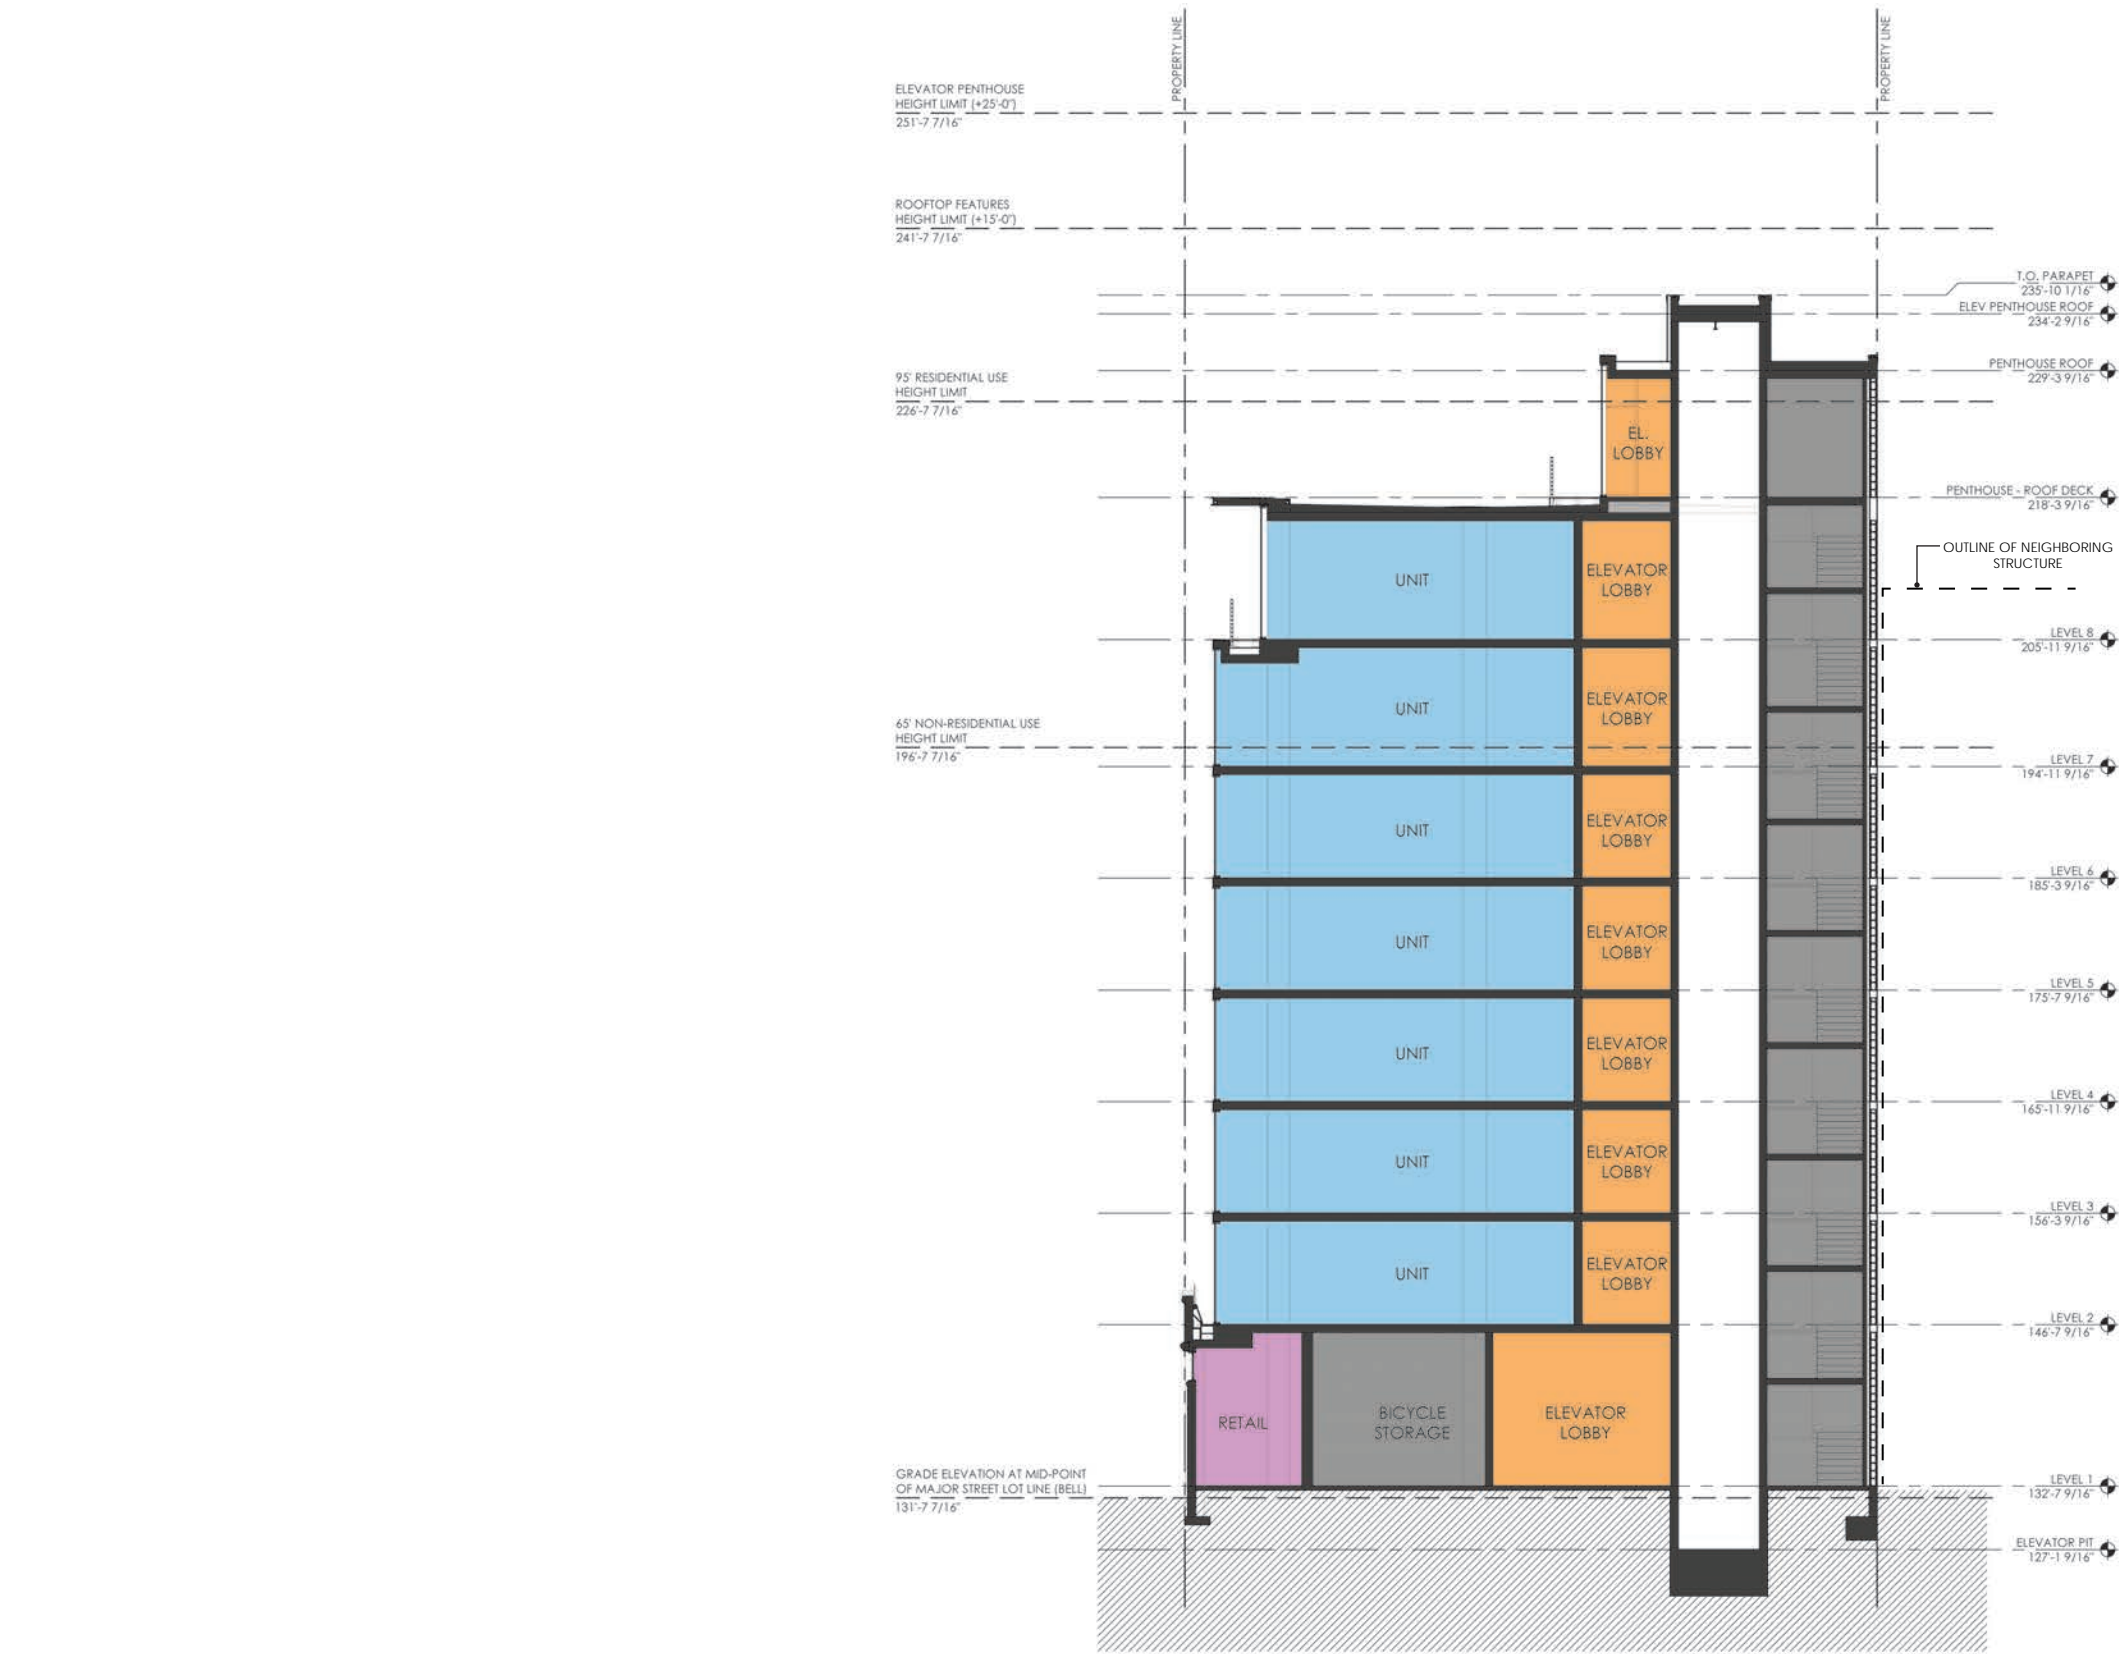 PROPERTY LINE
PROPERTY LINE
ELEVATOR PENTHOUSE
HEIGHT LIMIT (+25'-0")
251'-7 7/16"
ROOFTOP FEATURES
HEIGHT LIMIT (+15'-0")
241'-7 7/16"
T.O. PARAPET
235'-10 1/16"
ELEV PENTHOUSE ROOF
234'-2 9/16"
PENTHOUSE ROOF
229'-3 9/16"
95' RESIDENTIAL USE
HEIGHT LIMIT
226'-7 7/16"
EL.
LOBBY
PENTHOUSE - ROOF DECK
218'-3 9/16"
OUTLINE OF NEIGHBORING
STRUCTURE
UNIT
ELEVATOR
LOBBY
LEVEL 8
205'-11 9/16"
UNIT
ELEVATOR
LOBBY
65' NON-RESIDENTIAL USE
HEIGHT LIMIT
196'-7 7/16"
LEVEL 7
194'-11 9/16"
UNIT
ELEVATOR
LOBBY
LEVEL 6
185'-3 9/16"
UNIT
ELEVATOR
LOBBY
LEVEL 5
175'-7 9/16"
UNIT
ELEVATOR
LOBBY
LEVEL 4
165'-11 9/16"
UNIT
ELEVATOR
LOBBY
LEVEL 3
156'-3 9/16"
UNIT
ELEVATOR
LOBBY
LEVEL 2
146'-7 9/16"
RETAIL
BICYCLE
STORAGE
ELEVATOR
LOBBY
GRADE ELEVATION AT MID-POINT
OF MAJOR STREET LOT LINE (BELL)
131'-7 7/16"
LEVEL 1
132'-7 9/16"
ELEVATOR PIT
127'-1 9/16"